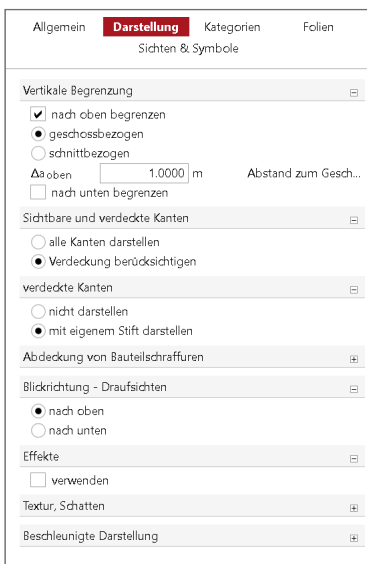 Allgemein Darstellung Kategorien Folien
Sichten & Symbole
Vertikale Begrenzung
nach oben begrenzen
geschossbezogen
schnittbezogen
Δa oben 1.0000 m Abstand zum Gesch...
nach unten begrenzen
Sichtbare und verdeckte Kanten
alle Kanten darstellen
Verdeckung berücksichtigen
verdeckte Kanten
nicht darstellen
mit eigenem Stift darstellen
Abdeckung von Bauteilschraffuren
Blickrichtung - Draufsichten
nach oben
nach unten
Effekte
verwenden
Textur, Schatten
Beschleunigte Darstellung